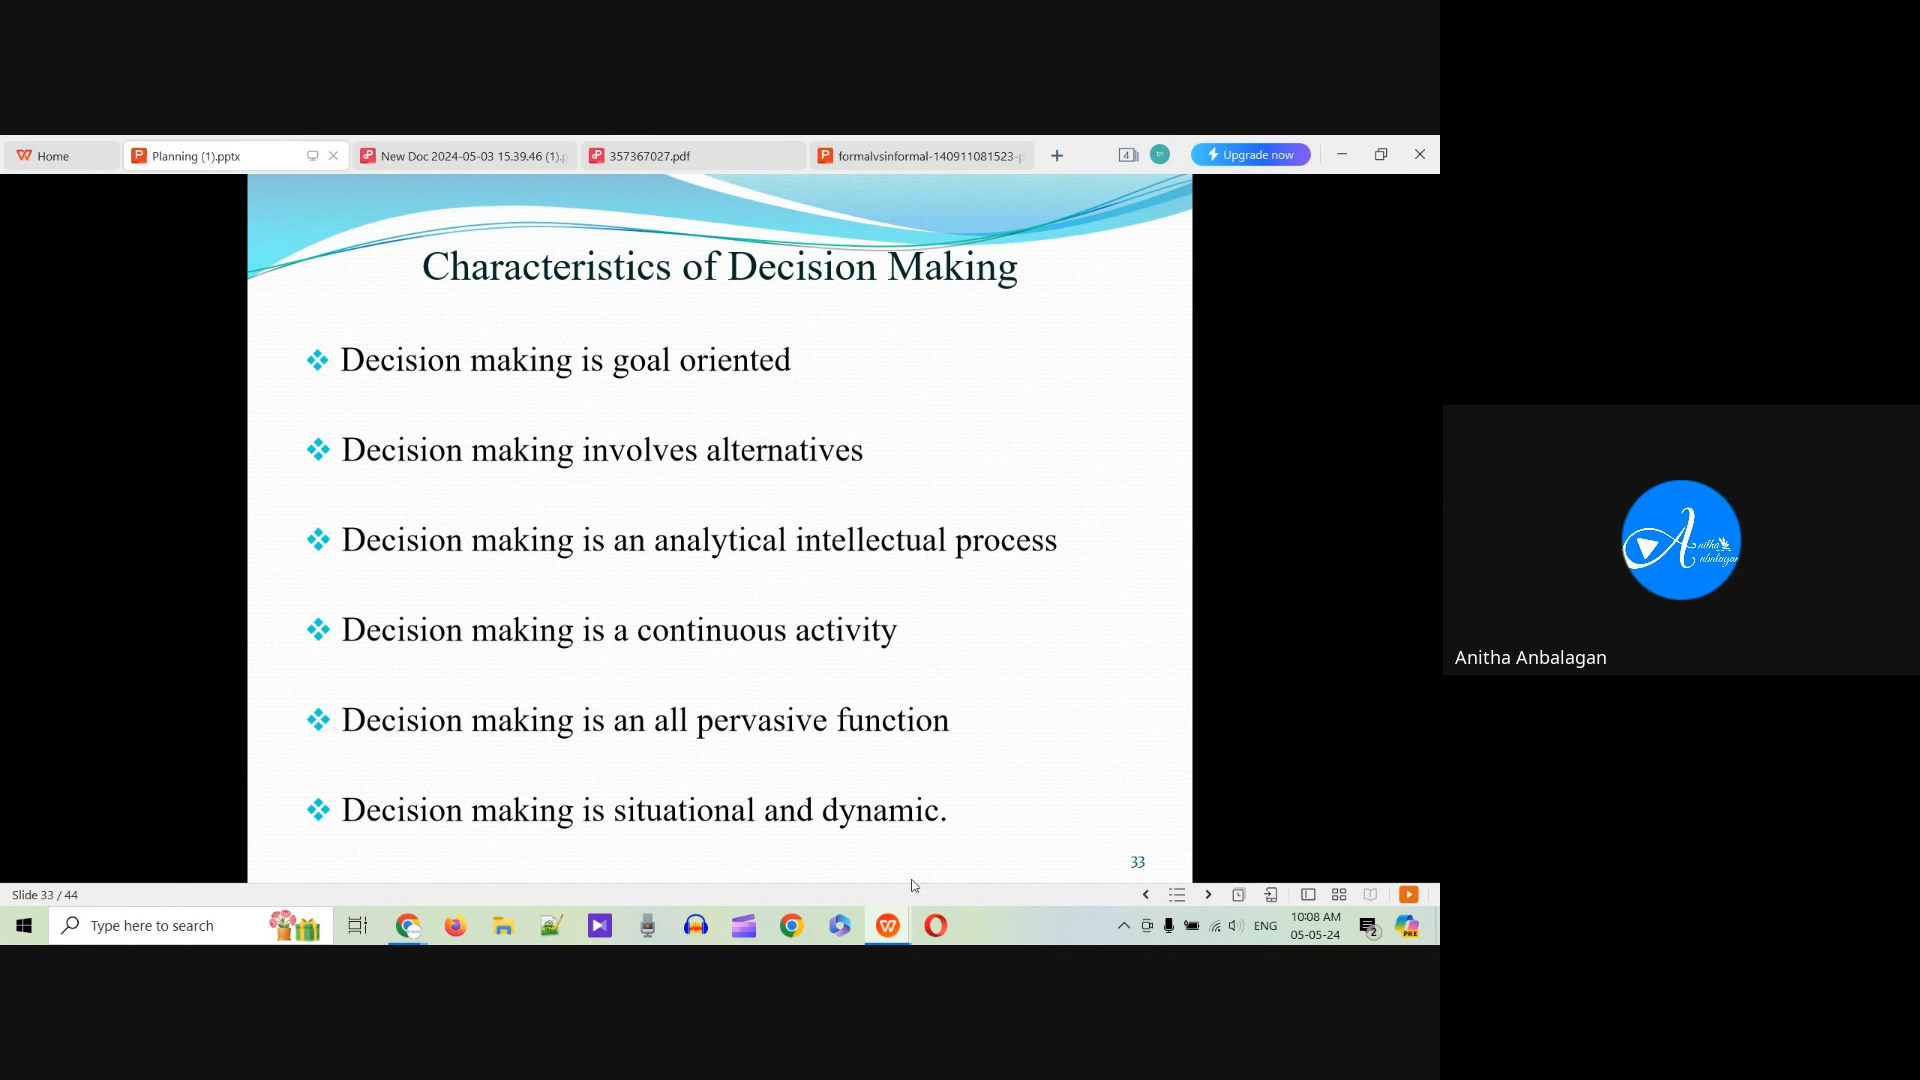 Home
Planning (1).pptx
New Doc 2024-05-03 15.39.46 (1).p
357367027.pdf
formalvsinformal-140911081523-p
4
Upgrade now
Characteristics of Decision Making
Decision making is goal oriented
Decision making involves alternatives
Decision making is an analytical intellectual process
Decision making is a continuous activity
Decision making is an all pervasive function
Decision making is situational and dynamic.
33
Anitha Anbalagan
Slide 33 / 44
Type here to search
ENG
10:08 AM
05-05-24
2
PRE